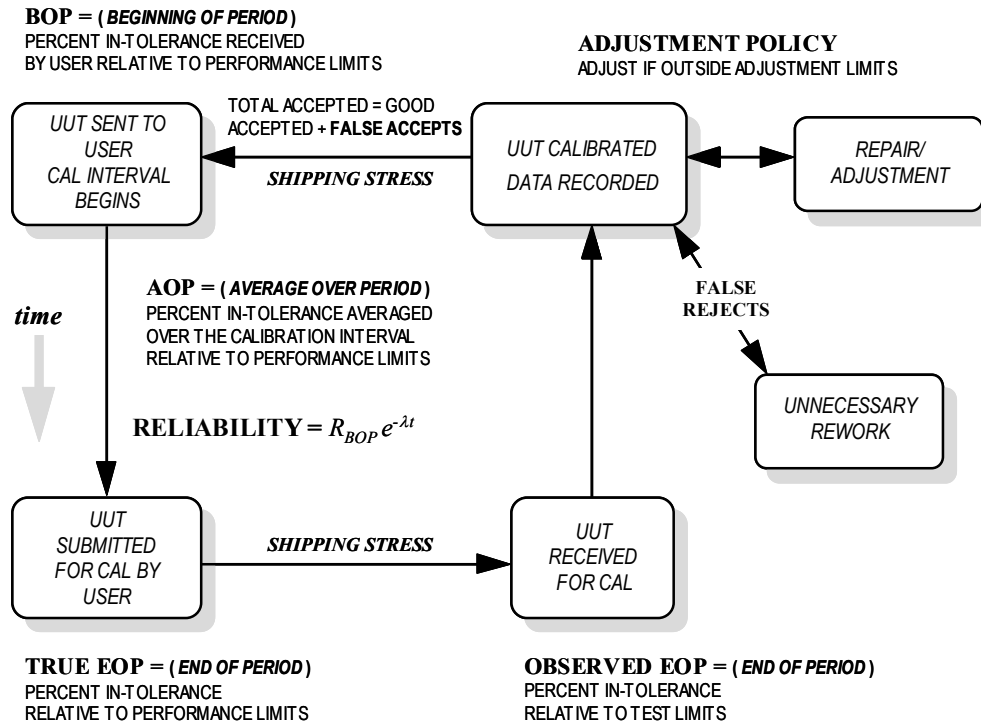 BOP = ( BEGINNING OF PERIOD )
PERCENT IN-TOLERANCE RECEIVED
BY USER RELATIVE TO PERFORMANCE LIMITS
ADJUSTMENT POLICY
ADJUST IF OUTSIDE ADJUSTMENT LIMITS
UUT SENT TO
USER
CAL INTERVAL
BEGINS
TOTAL ACCEPTED = GOOD
ACCEPTED + FALSE ACCEPTS
SHIPPING STRESS
UUT CALIBRATED
DATA RECORDED
REPAIR/
ADJUSTMENT
FALSE
REJECTS
UNNECESSARY
REWORK
time
AOP = ( AVERAGE OVER PERIOD )
PERCENT IN-TOLERANCE AVERAGED
OVER THE CALIBRATION INTERVAL
RELATIVE TO PERFORMANCE LIMITS
RELIABILITY = R_BOP e^-λt
UUT
SUBMITTED
FOR CAL BY
USER
SHIPPING STRESS
UUT
RECEIVED
FOR CAL
TRUE EOP = ( END OF PERIOD )
PERCENT IN-TOLERANCE
RELATIVE TO PERFORMANCE LIMITS
OBSERVED EOP = ( END OF PERIOD )
PERCENT IN-TOLERANCE
RELATIVE TO TEST LIMITS